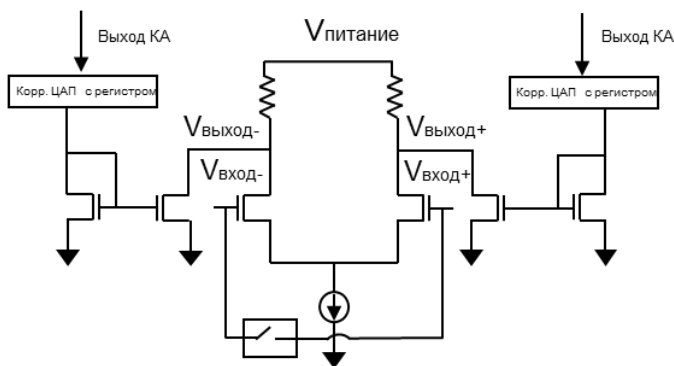 Выход КА
Vпитание
Выход КА
Корр. ЦАП с регистром
Корр. ЦАП с регистром
Vвыход-
Vвыход+
Vвход-
Vвход+